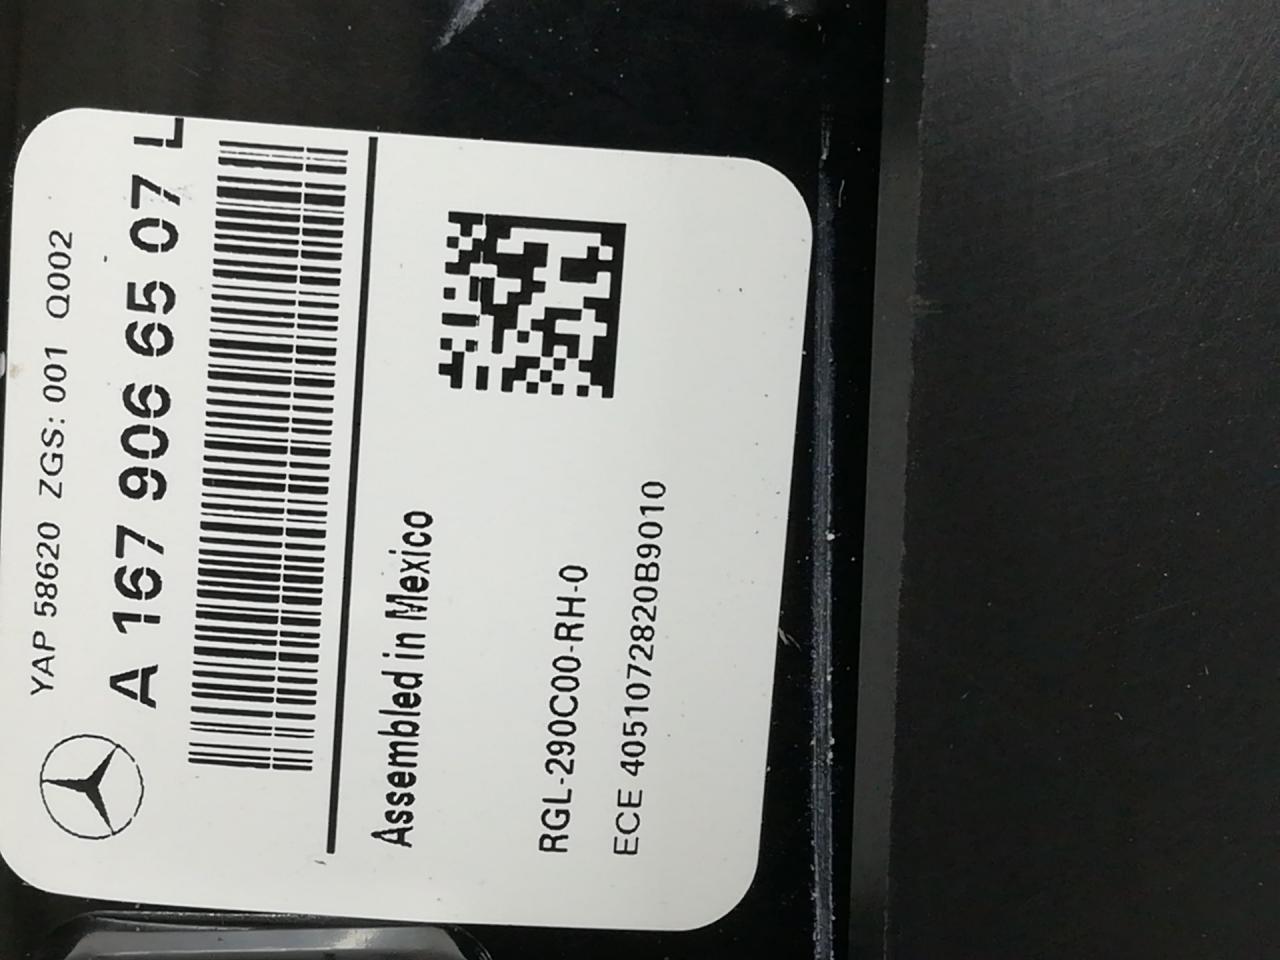 YAP 58620 ZGS: 001 Q002
A 167 906 65 07 L
Assembled in Mexico
RGL-290C00-RH-0
ECE 4051072820B9010